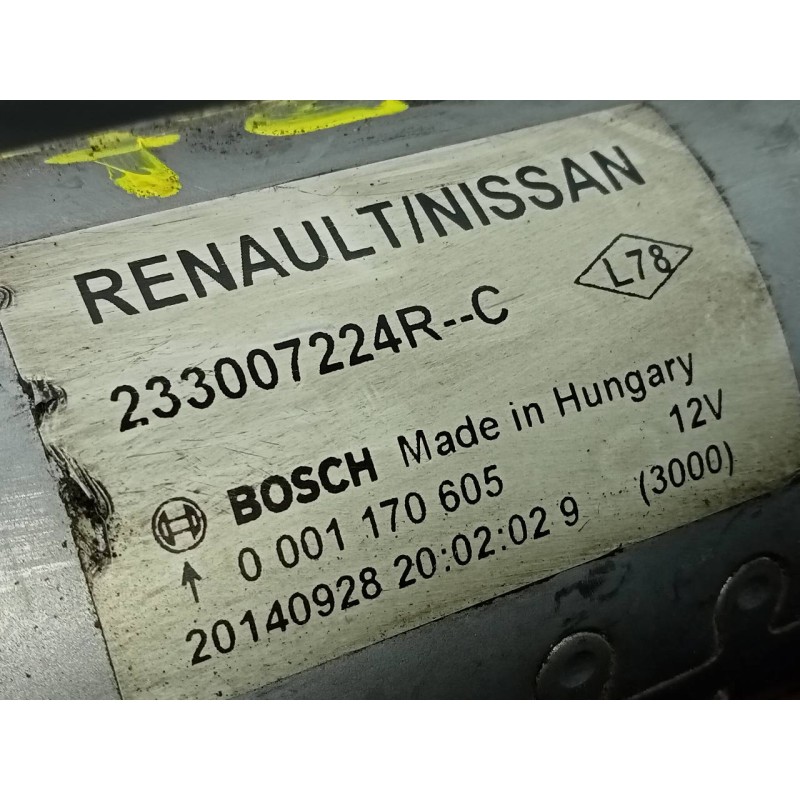 RENAULT/NISSAN
L78
233007224R--C
BOSCH Made in Hungary
0 001 170 605 12V
20140928 20:02:02 9 (3000)